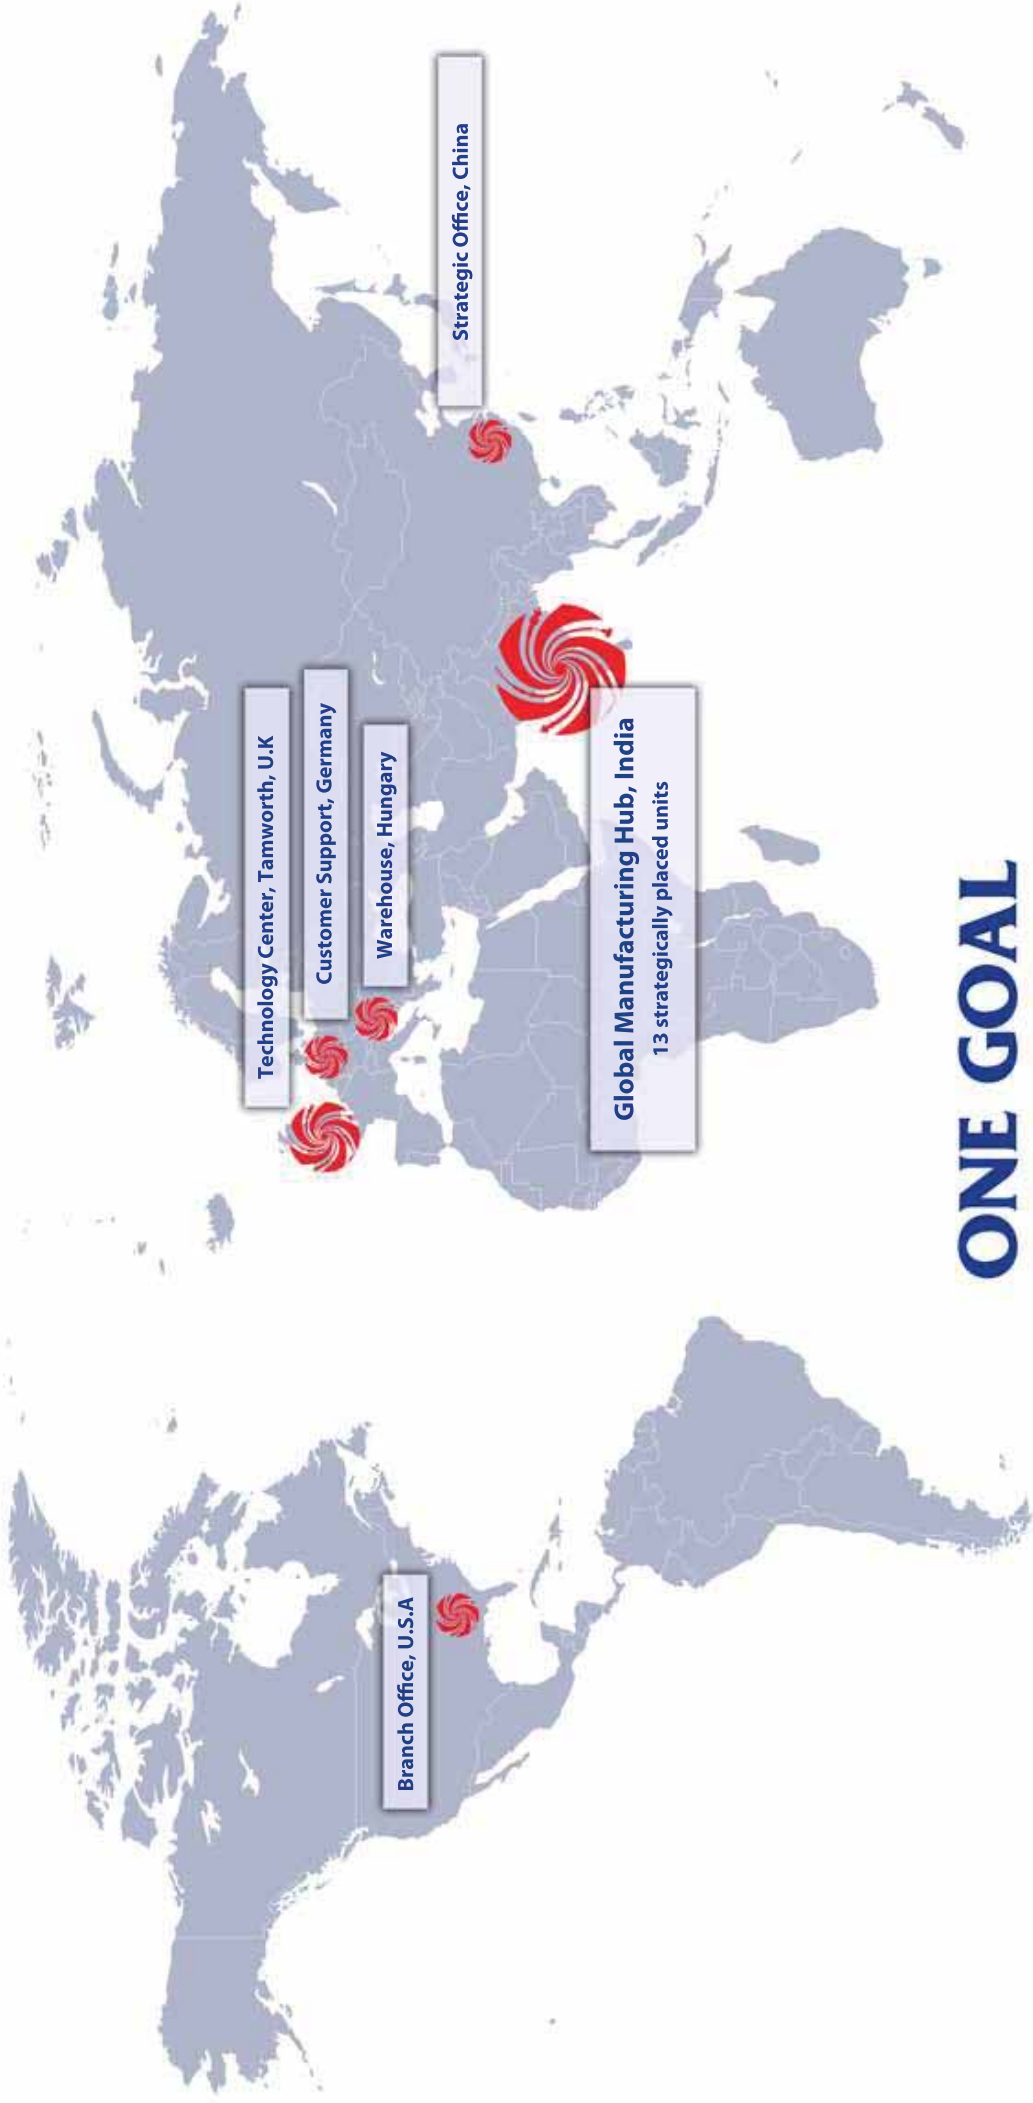 Technology Center, Tamworth, U.K
Customer Support, Germany
Warehouse, Hungary
Branch Office, U.S.A
Strategic Office, China
Global Manufacturing Hub, India
13 strategically placed units
ONE GOAL